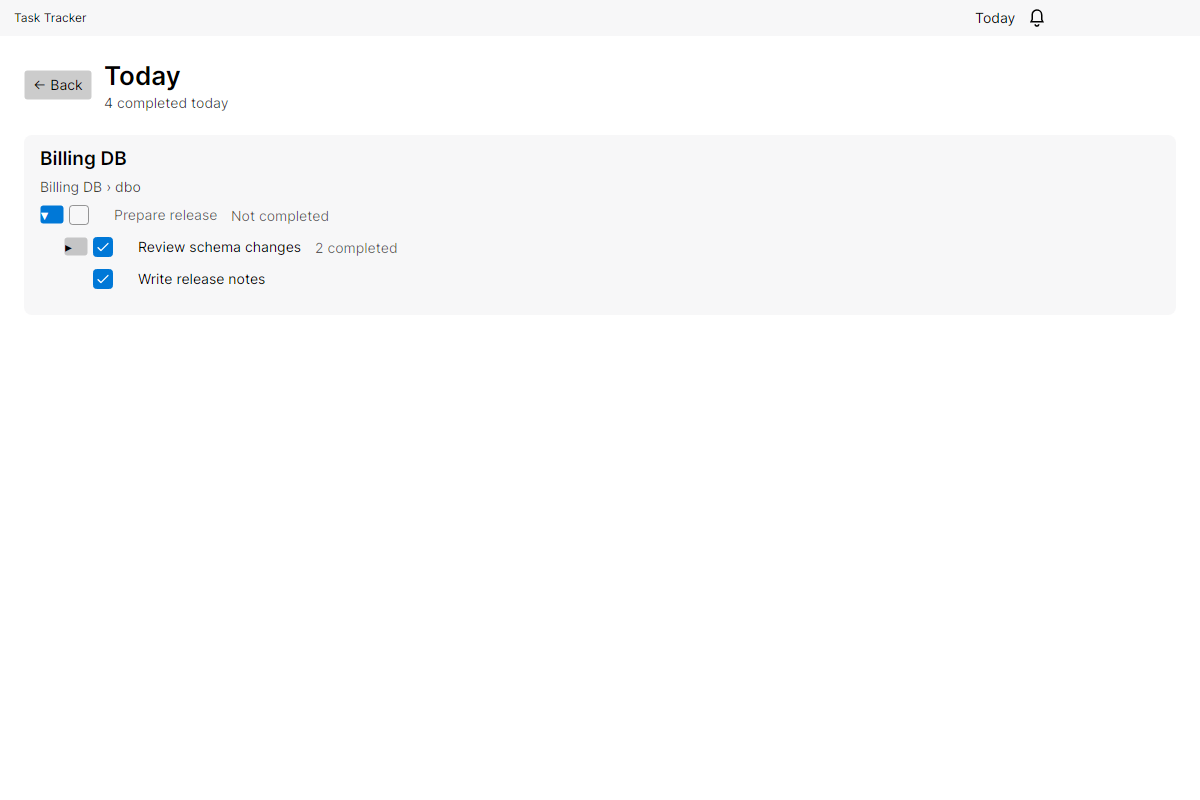 Task Tracker
Today
← Back
Today
4 completed today
Billing DB
Billing DB › dbo
Prepare release Not completed
Review schema changes 2 completed
Write release notes